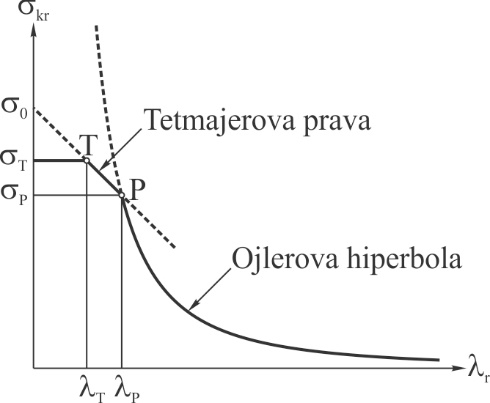 σkr
σ0
Tetmajerova prava
T
σT
P
σP
Ojlerova hiperbola
λT λP
λr